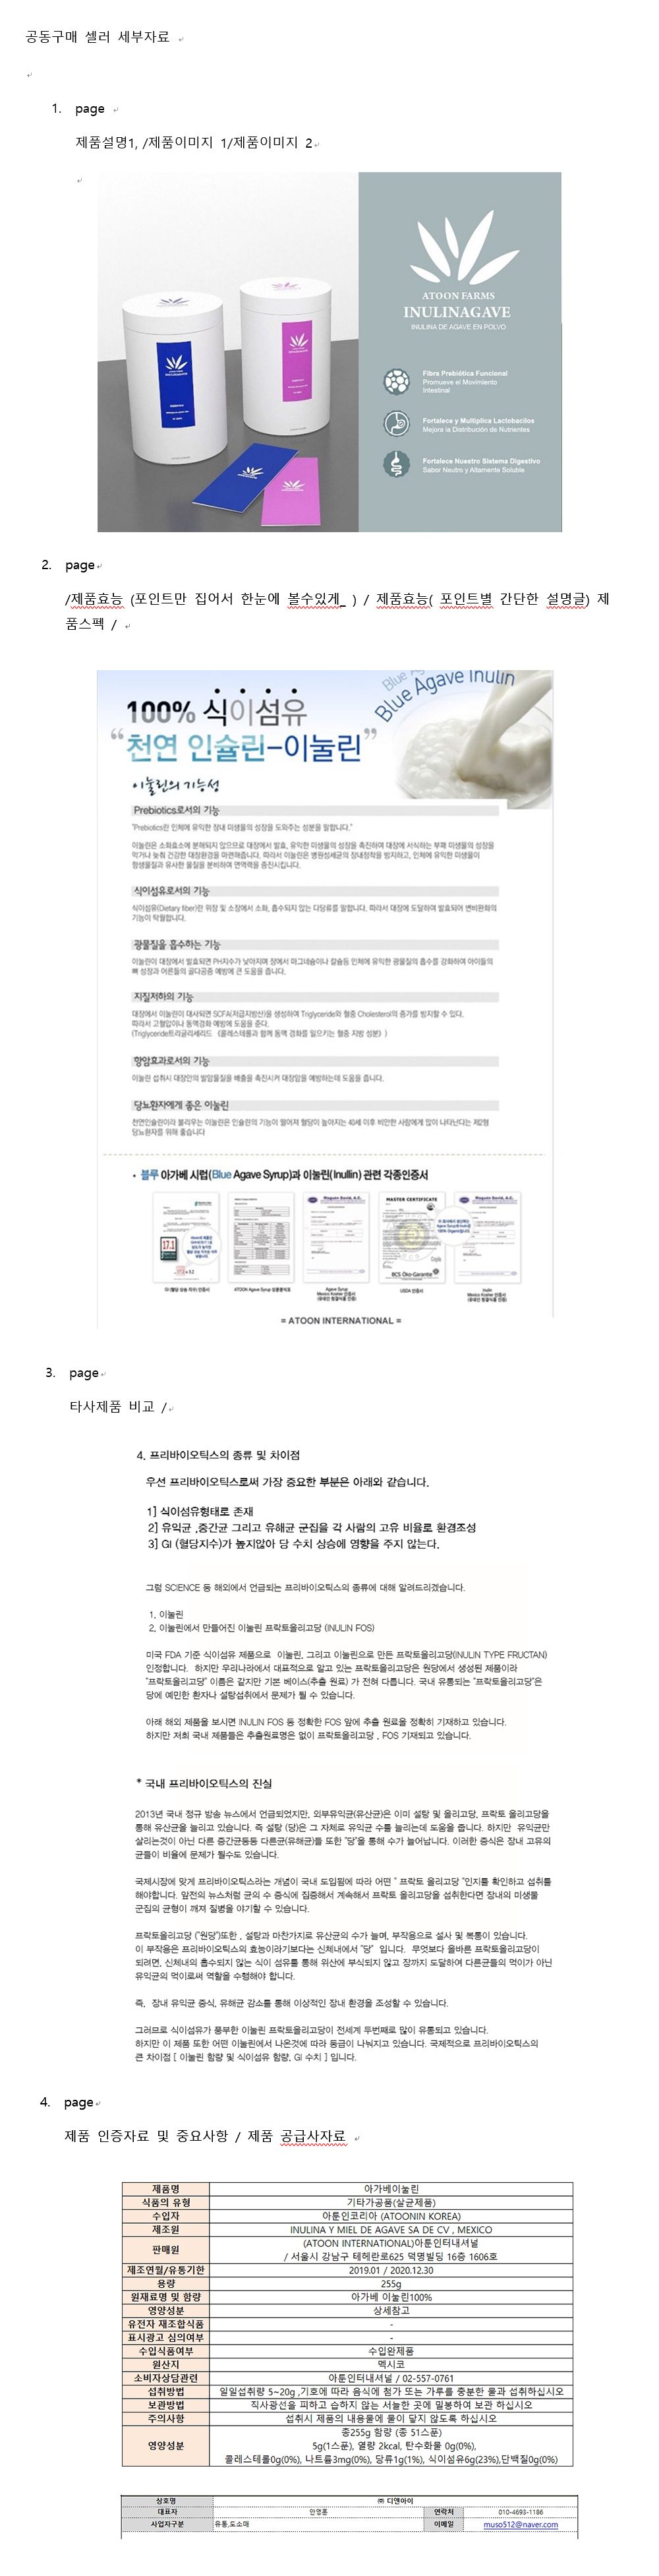 공동구매 셀러 세부자료
1. page
제품설명1, /제품이미지 1/제품이미지 2
ATOON FARMS
INULINAGAVE
INULINA DE AGAVE EN POLVO
Fibra Prebiótica Funcional
Promueve el Movimiento
Intestinal
Fortalece y Multiplica Lactobacilos
Mejora la Distribución de Nutrientes
Fortalece Nuestro Sistema Digestivo
Sabor Neutro y Altamente Soluble
2. page
/제품효능 (포인트만 집어서 한눈에 볼수있게_ ) / 제품효능( 포인트별 간단한 설명글) 제
품스펙 /
Blue Agave Inulin
100% 식이섬유
“천연 인슐린-이눌린”
이눌린의 기능성
Prebiotics로서의 기능
"Prebiotics란 인체에 유익한 장내 미생물의 성장을 도와주는 성분을 말합니다."
이눌린은 소화효소에 분해되지 않으므로 대장에서 발효, 유익한 미생물의 성장을 촉진하여 대장에 서식하는 부패 미생물의 성장을
악거나 늦춰 건강한 대장환경을 마련해줍니다. 따라서 이눌린은 병원성세균의 장내정착을 방지하고, 인체에 유익한 미생물이
항생물질과 유사한 물질을 분비하여 면역력을 증진시킵니다.
식이섬유로서의 기능
식이섬유(Dietary fiber)란 위장 및 소장에서 소화, 흡수되지 않는 다당류를 말합니다. 따라서 대장에 도달하여 발효되어 변비완화의
기능이 탁월합니다.
광물질을 흡수하는 기능
이눌린이 대장에서 발효되면 PH지수가 낮아지며 장에서 마그네슘이나 칼슘등 인체에 유익한 광물질의 흡수를 강화하여 아이들의
뼈 성장과 어른들의 골다공증 예방에 큰 도움을 줍니다.
지질저하의 기능
대장에서 이눌린이 대사되면 SCFA(저급지방산)을 생성하여 Triglyceride와 혈중 Cholesterol의 증가를 방지할 수 있다.
따라서 고혈압이나 동맥경화 예방에 도움을 준다.
(Triglyceride트리글리세리드 (콜레스테롤과 함께 동맥 경화를 일으키는 혈중 지방 성분) )
항암효과로서의 기능
이눌린 섭취시 대장안의 발암물질을 배출을 촉진시켜 대장암을 예방하는데 도움을 줍니다.
당뇨환자에게 좋은 이눌린
천연인슐린이라 불리우는 이눌린은 인슐린의 기능이 떨어져 혈당이 높아지는 40세 이후 비만한 사람에게 많이 나타난다는 제2형
당뇨환자를 위해 좋습니다
• 블루 아가베 시럽(Blue Agave Syrup)과 이눌린(Inullin) 관련 각종인증서
17.1
MASTER CERTIFICATE
BCS Öko-Garantie
GI(혈당 상승 지수) 인증서
ATOON Agave Syrup 성분분석표
Agave Syrup
Mexico Kosher 인증서
(유대인 청결식품 인증)
USDA 인증서
Inulin
Mexico Kosher 인증서
(유대인 청결식품 인증)
= ATOON INTERNATIONAL =
3. page
타사제품 비교 /
4. 프리바이오틱스의 종류 및 차이점
우선 프리바이오틱스로써 가장 중요한 부분은 아래와 같습니다.
1] 식이섬유형태로 존재
2] 유익균 ,중간균 그리고 유해균 군집을 각 사람의 고유 비율로 환경조성
3] GI (혈당지수)가 높지않아 당 수치 상승에 영향을 주지 않는다.
그럼 SCIENCE 등 해외에서 언급되는 프리바이오틱스의 종류에 대해 알려드리겠습니다.
1. 이눌린
2. 이눌린에서 만들어진 이눌린 프락토올리고당 (INULIN FOS)
미국 FDA 기준 식이섬유 제품으로 이눌린, 그리고 이눌린으로 만든 프락토올리고당(INULIN TYPE FRUCTAN)
인정합니다. 하지만 우리나라에서 대표적으로 알고 있는 프락토올리고당은 원당에서 생성된 제품이라
"프락토올리고당" 이름은 같지만 기본 베이스(추출 원료) 가 전혀 다릅니다. 국내 유통되는 "프락토올리고당"은
당에 예민한 환자나 설탕섭취에서 문제가 될 수 있습니다.
아래 해외 제품을 보시면 INULIN FOS 등 정확한 FOS 앞에 추출 원료을 정확히 기재하고 있습니다.
하지만 저희 국내 제품들은 추출원료명은 없이 프락토올리고당 , FOS 기재되고 있습니다.
* 국내 프리바이오틱스의 진실
2013년 국내 정규 방송 뉴스에서 언급되었지만, 외부유익균(유산균)은 이미 설탕 및 올리고당, 프락토 올리고당을
통해 유산균을 늘리고 있습니다. 즉 설탕 (당)은 그 자체로 유익균 수를 늘리는데 도움을 줍니다. 하지만 유익균만
살리는것이 아닌 다른 중간균등등 다른균(유해균)들 또한 "당"을 통해 수가 늘어납니다. 이러한 증식은 장내 고유의
균들이 비율에 문제가 될수도 있습니다.
국제시장에 맞게 프리바이오틱스라는 개념이 국내 도입됨에 따라 어떤 " 프락토 올리고당 "인지를 확인하고 섭취를
해야합니다. 앞전의 뉴스처럼 균의 수 증식에 집중해서 계속해서 프락토 올리고당을 섭취한다면 장내의 미생물
군집의 균형이 깨져 질병을 야기할 수 있습니다.
프락토올리고당 ("원당")또한 , 설탕과 마찬가지로 유산균의 수가 늘며, 부작용으로 설사 및 복통이 있습니다.
이 부작용은 프리바이오틱스의 효능이라기보다는 신체내에서 "당" 입니다. 무엇보다 올바른 프락토올리고당이
되려면, 신체내의 흡수되지 않는 식이 섬유를 통해 위산에 부식되지 않고 장까지 도달하여 다른균들의 먹이가 아닌
유익균의 먹이로써 역할을 수행해야 합니다.
즉, 장내 유익균 증식, 유해균 감소를 통해 이상적인 장내 환경을 조성할 수 있습니다.
그러므로 식이섬유가 풍부한 이눌린 프락토올리고당이 전세계 두번째로 많이 유통되고 있습니다.
하지만 이 제품 또한 어떤 이눌린에서 나온것에 따라 등급이 나눠지고 있습니다. 국제적으로 프리바이오틱스의
큰 차이점 [ 이눌린 함량 및 식이섬유 함량, GI 수치 ] 입니다.
4. page
제품 인증자료 및 중요사항 / 제품 공급사자료
제품명 아가베이눌린
식품의 유형 기타가공품(살균제품)
수입자 아툰인코리아 (ATOONIN KOREA)
제조원 INULINA Y MIEL DE AGAVE SA DE CV , MEXICO
판매원 (ATOON INTERNATIONAL)아툰인터내셔널
/ 서울시 강남구 테헤란로625 덕명빌딩 16층 1606호
제조연월/유통기한 2019.01 / 2020.12.30
용량 255g
원재료명 및 함량 아가베 이눌린100%
영양성분 상세참고
유전자 재조합식품 -
표시광고 심의여부 -
수입식품여부 수입완제품
원산지 멕시코
소비자상담관련 아툰인터내셔널 / 02-557-0761
섭취방법 일일섭취량 5~20g ,기호에 따라 음식에 첨가 또는 가루를 충분한 물과 섭취하십시오
보관방법 직사광선을 피하고 습하지 않는 서늘한 곳에 밀봉하여 보관 하십시오
주의사항 섭취시 제품의 내용물에 물이 닿지 않도록 하십시오
영양성분 총255g 함량 (총 51스푼)
5g(1스푼), 열량 2kcal, 탄수화물 0g(0%),
콜레스테롤0g(0%), 나트륨3mg(0%), 당류1g(1%), 식이섬유6g(23%),단백질0g(0%)
상호명 ㈜ 디앤아이
대표자 안영훈 연락처 010-4693-1186
사업자구분 유통,도소매 이메일 muso512@naver.com